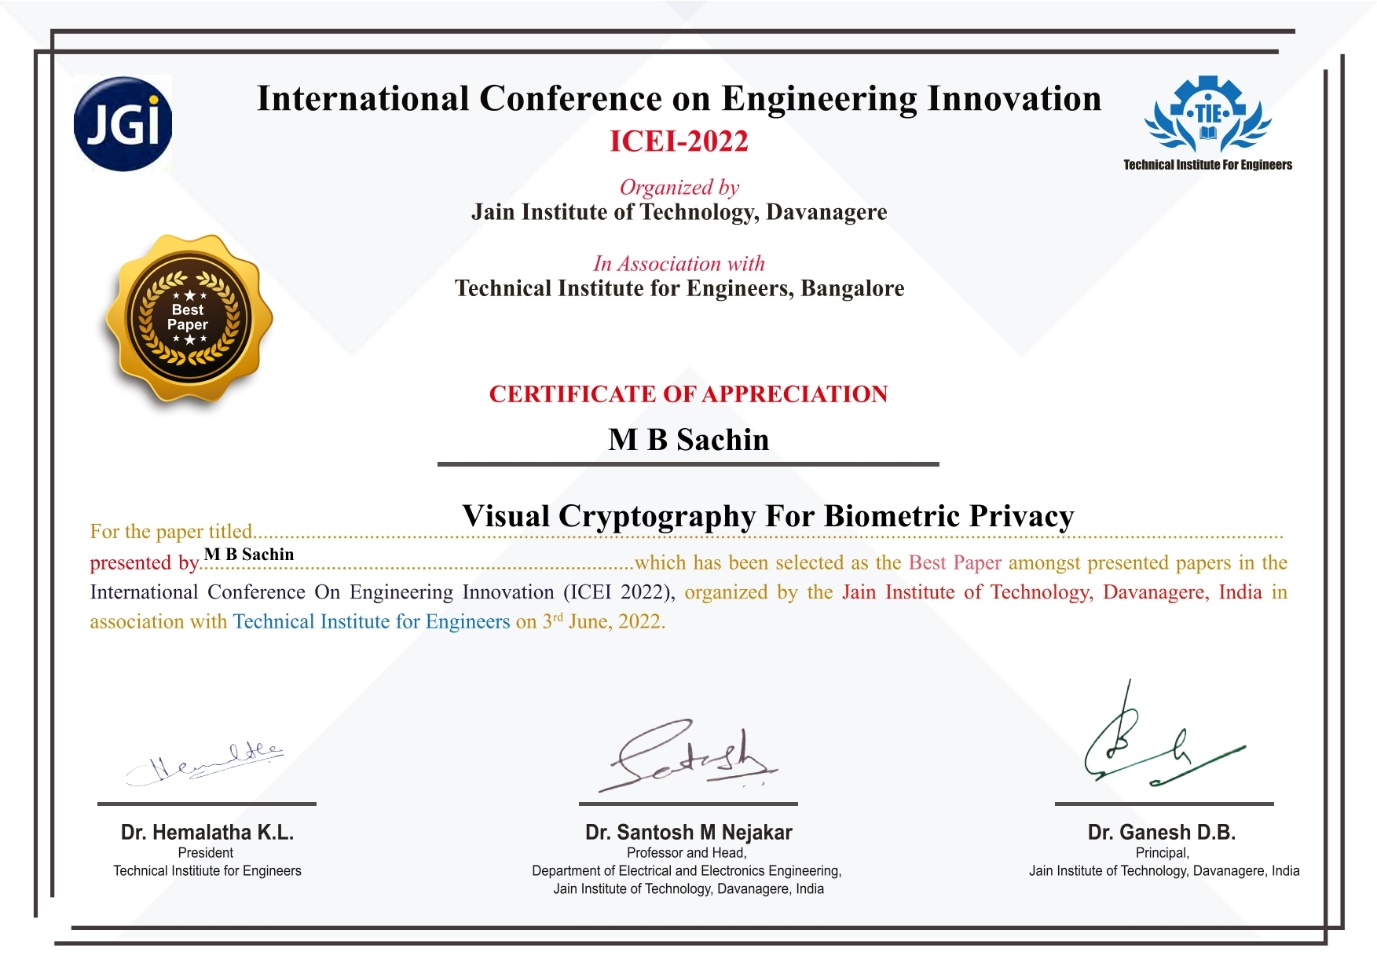 JGi
International Conference on Engineering Innovation
ICEI-2022
TIE
Technical Institute For Engineers
Organized by
Jain Institute of Technology, Davanagere
In Association with
Technical Institute for Engineers, Bangalore
Best
Paper
CERTIFICATE OF APPRECIATION
M B Sachin
For the paper titled Visual Cryptography For Biometric Privacy
presented by M B Sachin which has been selected as the Best Paper amongst presented papers in the
International Conference On Engineering Innovation (ICEI 2022), organized by the Jain Institute of Technology, Davanagere, India in
association with Technical Institute for Engineers on 3rd June, 2022.
Hemalatha
Santosh
Dr. Hemalatha K.L.
President
Technical Institiute for Engineers
Dr. Santosh M Nejakar
Professor and Head,
Department of Electrical and Electronics Engineering,
Jain Institute of Technology, Davanagere, India
Dr. Ganesh D.B.
Principal,
Jain Institute of Technology, Davanagere, India